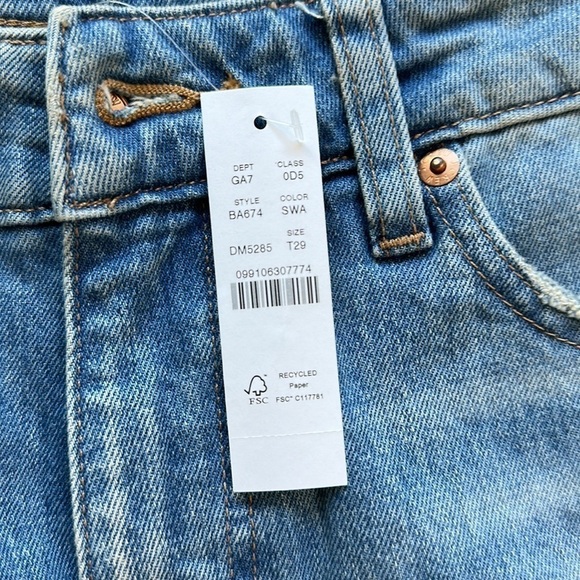 DEPT CLASS
GA7 0D5
STYLE COLOR
BA674 SWA
SIZE
DM5285 T29
099106307774
RECYCLED
Paper
FSC FSC® C117781